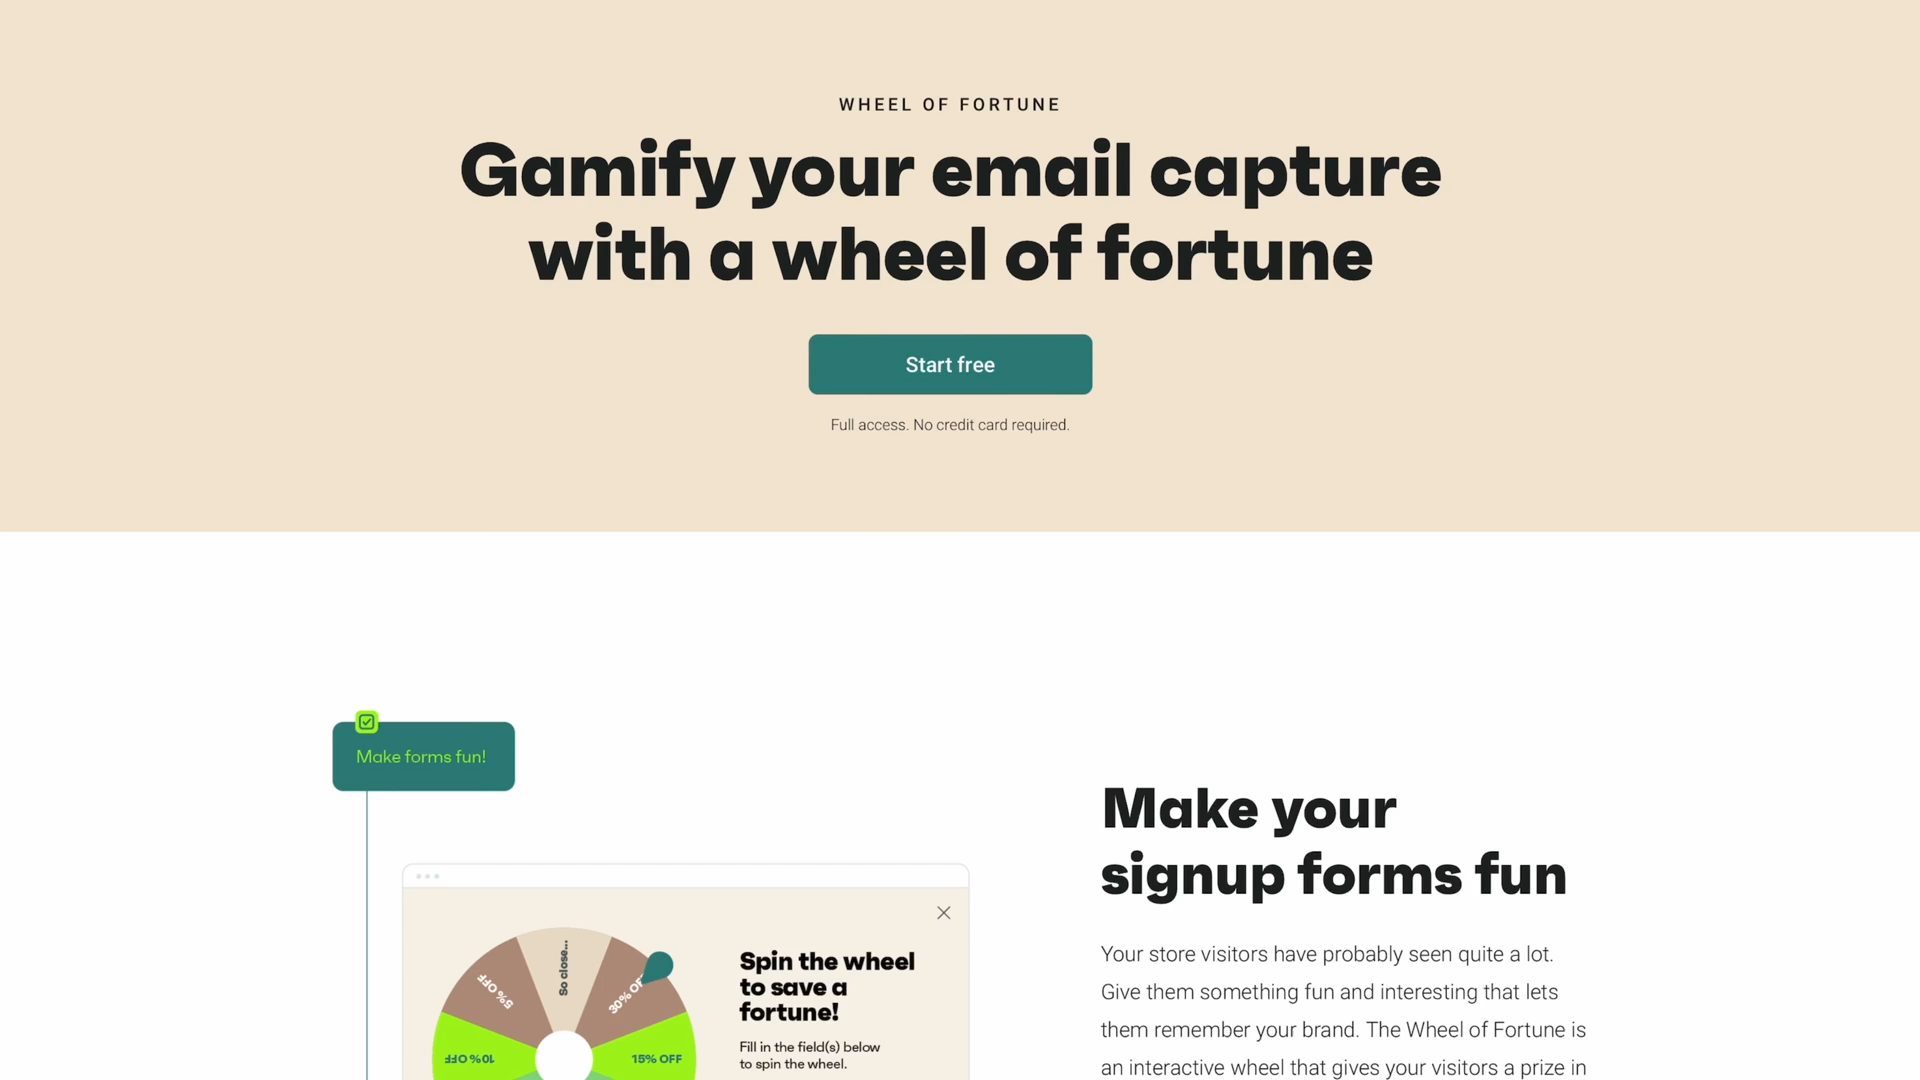 WHEEL OF FORTUNE
Gamify your email capture
with a wheel of fortune
Start free
Full access. No credit card required.
Make forms fun!
Make your
signup forms fun
Your store visitors have probably seen quite a lot.
Give them something fun and interesting that lets
them remember your brand. The Wheel of Fortune is
an interactive wheel that gives your visitors a prize in
So close...
5% OFF
30% OF
10% OFF
15% OFF
Spin the wheel
to save a
fortune!
Fill in the field(s) below
to spin the wheel.